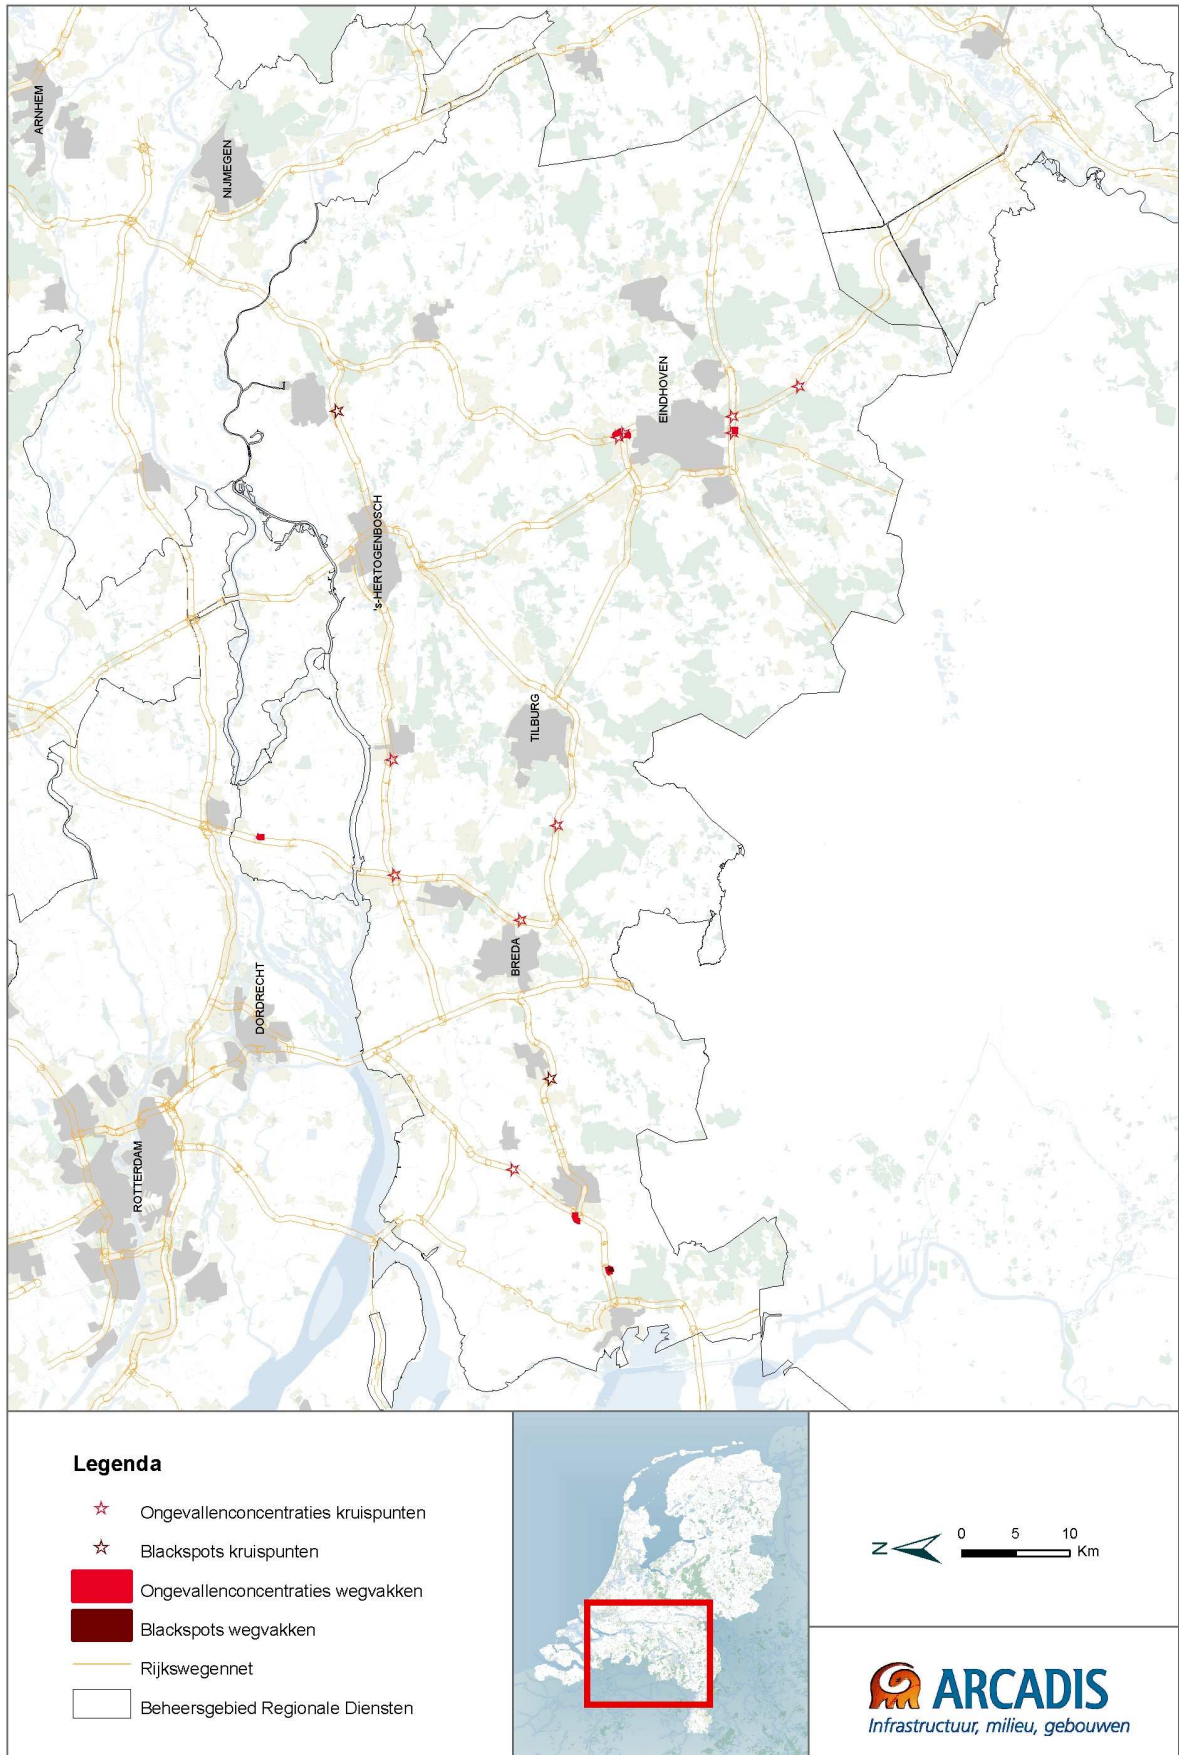 ARNHEM
NIJMEGEN
EINDHOVEN
's-HERTOGENBOSCH
TILBURG
BREDA
DORDRECHT
ROTTERDAM
Legenda
Ongevallenconcentraties kruispunten
Blackspots kruispunten
Ongevallenconcentraties wegvakken
Blackspots wegvakken
Rijkswegennet
Beheersgebied Regionale Diensten
N
0 5 10
Km
ARCADIS
Infrastructuur, milieu, gebouwen